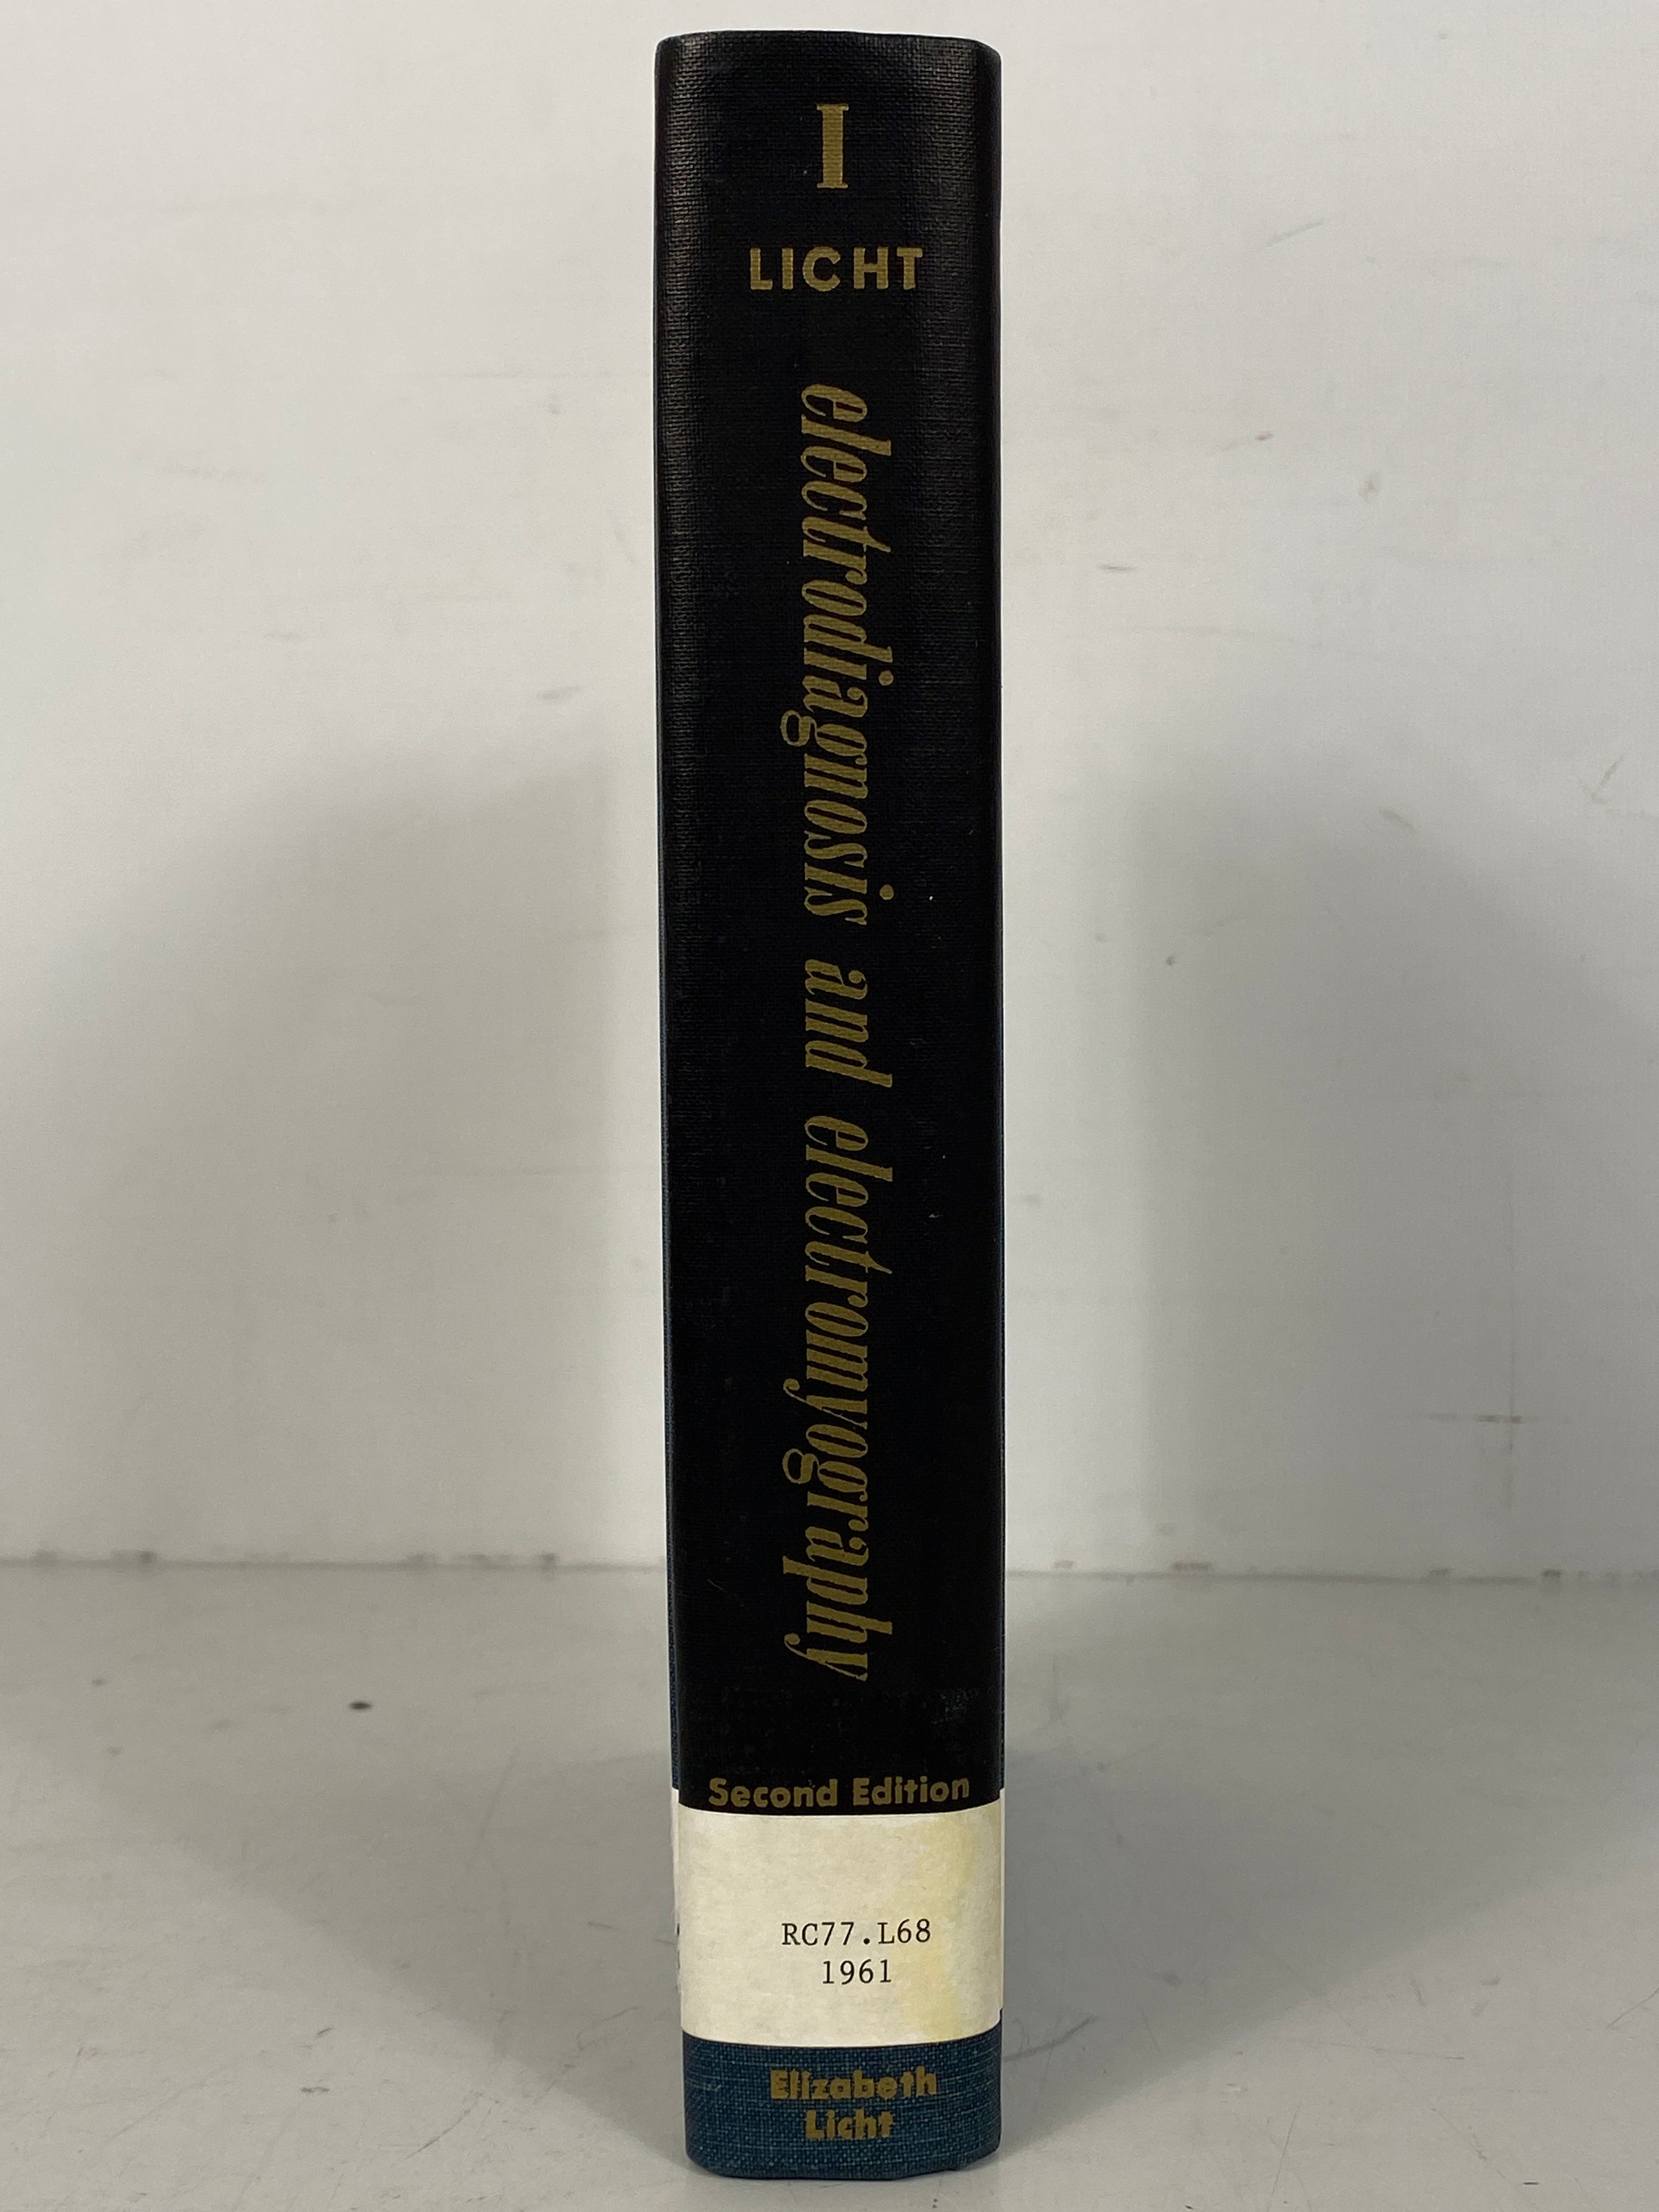 I
LICHT
electrodiagnosis and electromyography
Second Edition
RC77.L68
1961
Elizabeth
Licht